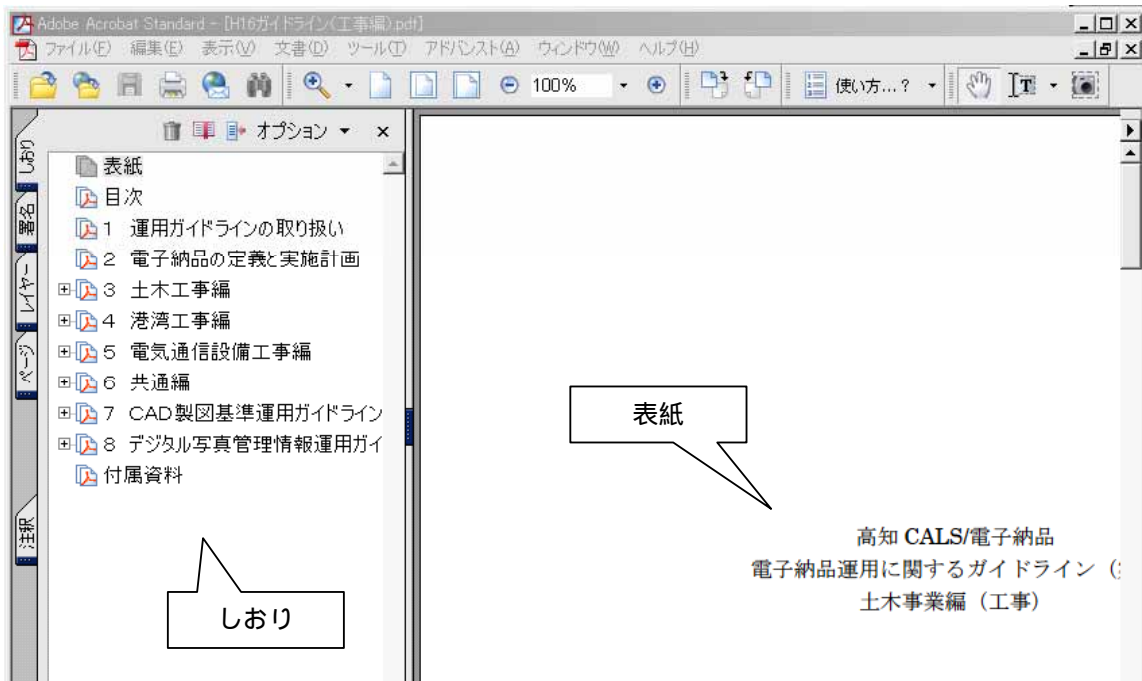 Adobe Acrobat Standard - [H16ガイドライン(工事編).pdf]
ファイル(F) 編集(E) 表示(V) 文書(D) ツール(T) アドバンスト(A) ウィンドウ(W) ヘルプ(H)
100% 使い方...?
しおり
署名
レイヤー
ページ
注釈
オプション
表紙
目次
1 運用ガイドラインの取り扱い
2 電子納品の定義と実施計画
3 土木工事編
4 港湾工事編
5 電気通信設備工事編
6 共通編
7 CAD製図基準運用ガイドライン
8 デジタル写真管理情報運用ガイ
付属資料
しおり
表紙
高知 CALS/電子納品
電子納品運用に関するガイドライン(
土木事業編(工事)